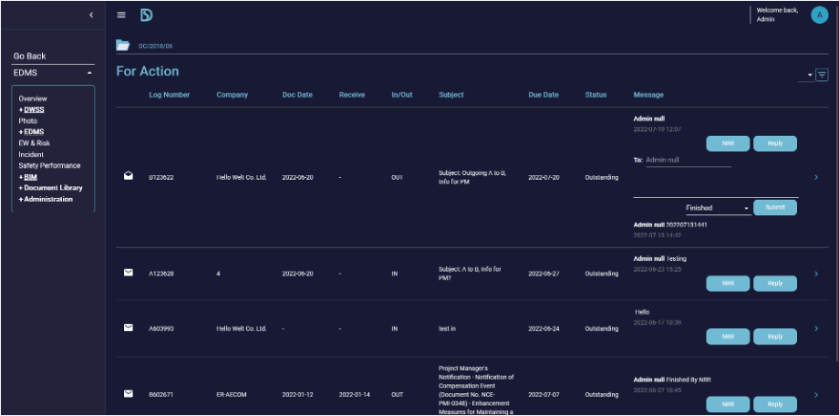 Welcome back,
Admin
A
DC/2018/06
Go Back
EDMS
Overview
+ DWSS
Photo
+ EDMS
EW & Risk
Incident
Safety Performance
+ BIM
+ Document Library
+ Administration
For Action
Log Number Company Doc Date Receive In/Out Subject Due Date Status Message
Admin null
2022-07-19 12:07
NRR Reply
To: Admin null
B123622 Hello Welt Co. Ltd. 2022-06-20 - OUT Subject: Outgoing A to B, Info for PM 2022-07-20 Outstanding
Finished Submit
Admin null 202207131441
2022-07-13 14:42
A123628 4 2022-06-20 - IN Subject: A to B, Info for PM? 2022-06-27 Outstanding
Admin null Testing
2022-06-23 15:25
NRR Reply
A603993 Hello Welt Co. Ltd. - - IN test in 2022-06-24 Outstanding
Hello
2022-06-17 10:39
NRR Reply
B602671 ER-AECOM 2022-01-12 2022-01-14 OUT
Project Manager's
Notification - Notification of
Compensation Event
(Document No. NCE-
PMI-0348) - Enhancement
Measures for Maintaining a
2022-07-07 Outstanding
Admin null Finished By NRR
2022-06-27 10:45
NRR Reply